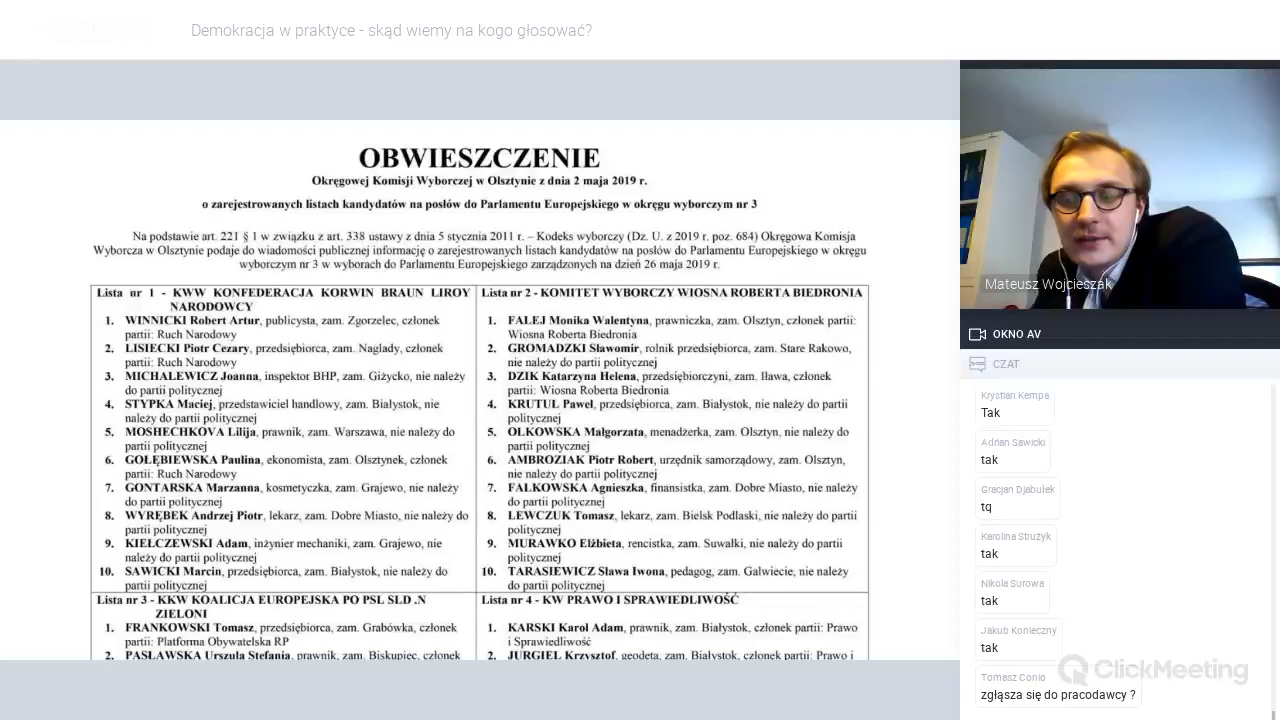 Demokracja w praktyce - skąd wiemy na kogo głosować?
OBWIESZCZENIE
Okręgowej Komisji Wyborczej w Olsztynie z dnia 2 maja 2019 r.
o zarejestrowanych listach kandydatów na posłów do Parlamentu Europejskiego w okręgu wyborczym nr 3
Na podstawie art. 221 § 1 w związku z art. 338 ustawy z dnia 5 stycznia 2011 r. – Kodeks wyborczy (Dz. U. z 2019 r. poz. 684) Okręgowa Komisja
Wyborcza w Olsztynie podaje do wiadomości publicznej informację o zarejestrowanych listach kandydatów na posłów do Parlamentu Europejskiego w okręgu
wyborczym nr 3 w wyborach do Parlamentu Europejskiego zarządzonych na dzień 26 maja 2019 r.
Lista nr 1 - KWW KONFEDERACJA KORWIN BRAUN LIROY
NARODOWCY
1. WINNICKI Robert Artur, publicysta, zam. Zgorzelec, członek
partii: Ruch Narodowy
2. LISIECKI Piotr Cezary, przedsiębiorca, zam. Naglady, członek
partii: Ruch Narodowy
3. MICHALEWICZ Joanna, inspektor BHP, zam. Giżycko, nie należy
do partii politycznej
4. STYPKA Maciej, przedstawiciel handlowy, zam. Białystok, nie
należy do partii politycznej
5. MOSHECHKOVA Lilija, prawnik, zam. Warszawa, nie należy do
partii politycznej
6. GOŁĘBIEWSKA Paulina, ekonomista, zam. Olsztynek, członek
partii: Ruch Narodowy
7. GONTARSKA Marzanna, kosmetyczka, zam. Grajewo, nie należy
do partii politycznej
8. WYRĘBEK Andrzej Piotr, lekarz, zam. Dobre Miasto, nie należy do
partii politycznej
9. KIEŁCZEWSKI Adam, inżynier mechaniki, zam. Grajewo, nie
należy do partii politycznej
10. SAWICKI Marcin, przedsiębiorca, zam. Białystok, nie należy do
partii politycznej
Lista nr 2 - KOMITET WYBORCZY WIOSNA ROBERTA BIEDRONIA
1. FALEJ Monika Walentyna, prawniczka, zam. Olsztyn, członek partii:
Wiosna Roberta Biedronia
2. GROMADZKI Sławomir, rolnik przedsiębiorca, zam. Stare Rakowo,
nie należy do partii politycznej
3. DZIK Katarzyna Helena, przedsiębiorczyni, zam. Iława, członek
partii: Wiosna Roberta Biedronia
4. KRUTUL Paweł, przedsiębiorca, zam. Białystok, nie należy do partii
politycznej
5. OLKOWSKA Małgorzata, menadżerka, zam. Olsztyn, nie należy do
partii politycznej
6. AMBROZIAK Piotr Robert, urzędnik samorządowy, zam. Olsztyn,
nie należy do partii politycznej
7. FALKOWSKA Agnieszka, finansistka, zam. Dobre Miasto, nie należy
do partii politycznej
8. LEWCZUK Tomasz, lekarz, zam. Bielsk Podlaski, nie należy do partii
politycznej
9. MURAWKO Elżbieta, rencistka, zam. Suwałki, nie należy do partii
politycznej
10. TARASIEWICZ Sława Iwona, pedagog, zam. Gałwiecie, nie należy
do partii politycznej
Lista nr 3 - KKW KOALICJA EUROPEJSKA PO PSL SLD .N
ZIELONI
1. FRANKOWSKI Tomasz, przedsiębiorca, zam. Grabówka, członek
partii: Platforma Obywatelska RP
2. PASŁAWSKA Urszula Stefania, prawnik, zam. Biskupiec, członek
Lista nr 4 - KW PRAWO I SPRAWIEDLIWOŚĆ
1. KARSKI Karol Adam, prawnik, zam. Białystok, członek partii: Prawo
i Sprawiedliwość
2. JURGIEL Krzysztof, geodeta, zam. Białystok, członek partii: Prawo i
Mateusz Wojcieszak
OKNO AV
CZAT
Krystian Kempa
Tak
Adrian Sawicki
tak
Gracjan Djabułek
tq
Karolina Strużyk
tak
Nikola Surowa
tak
Jakub Konieczny
tak
Tomasz Conio
zgłąsza się do pracodawcy ?
ClickMeeting